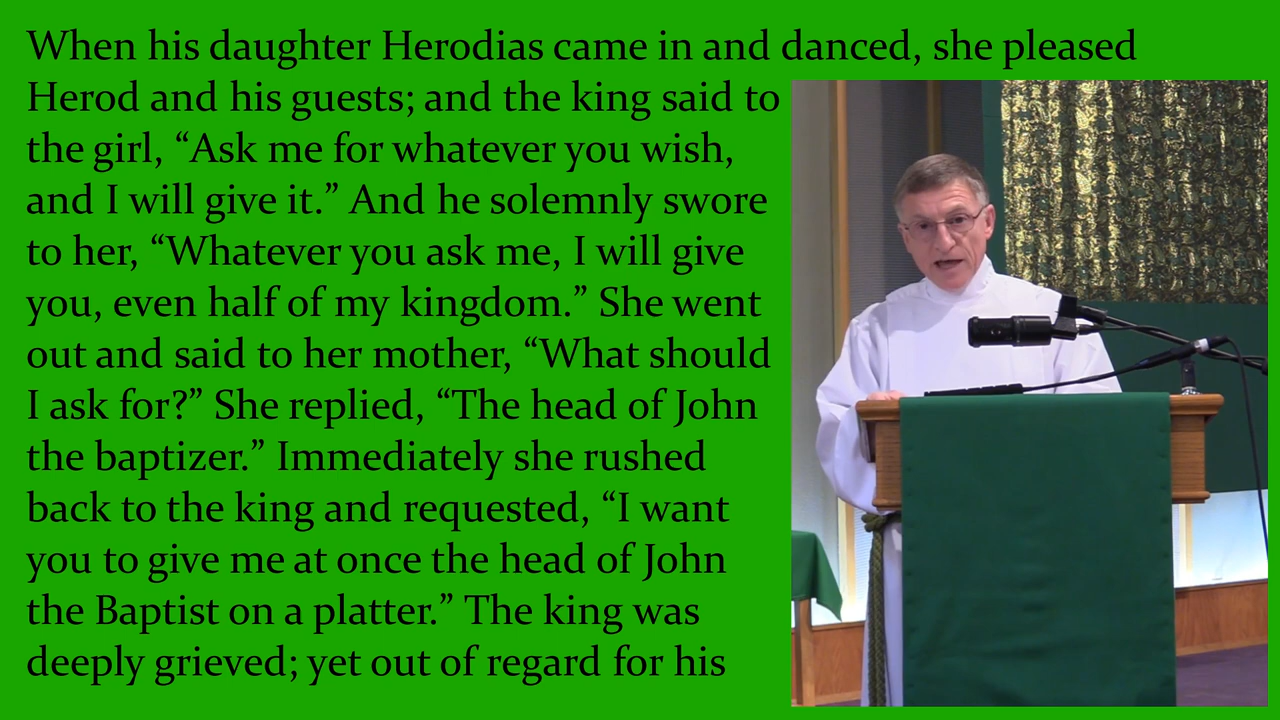 When his daughter Herodias came in and danced, she pleased
Herod and his guests; and the king said to
the girl, “Ask me for whatever you wish,
and I will give it.” And he solemnly swore
to her, “Whatever you ask me, I will give
you, even half of my kingdom.” She went
out and said to her mother, “What should
I ask for?” She replied, “The head of John
the baptizer.” Immediately she rushed
back to the king and requested, “I want
you to give me at once the head of John
the Baptist on a platter.” The king was
deeply grieved; yet out of regard for his